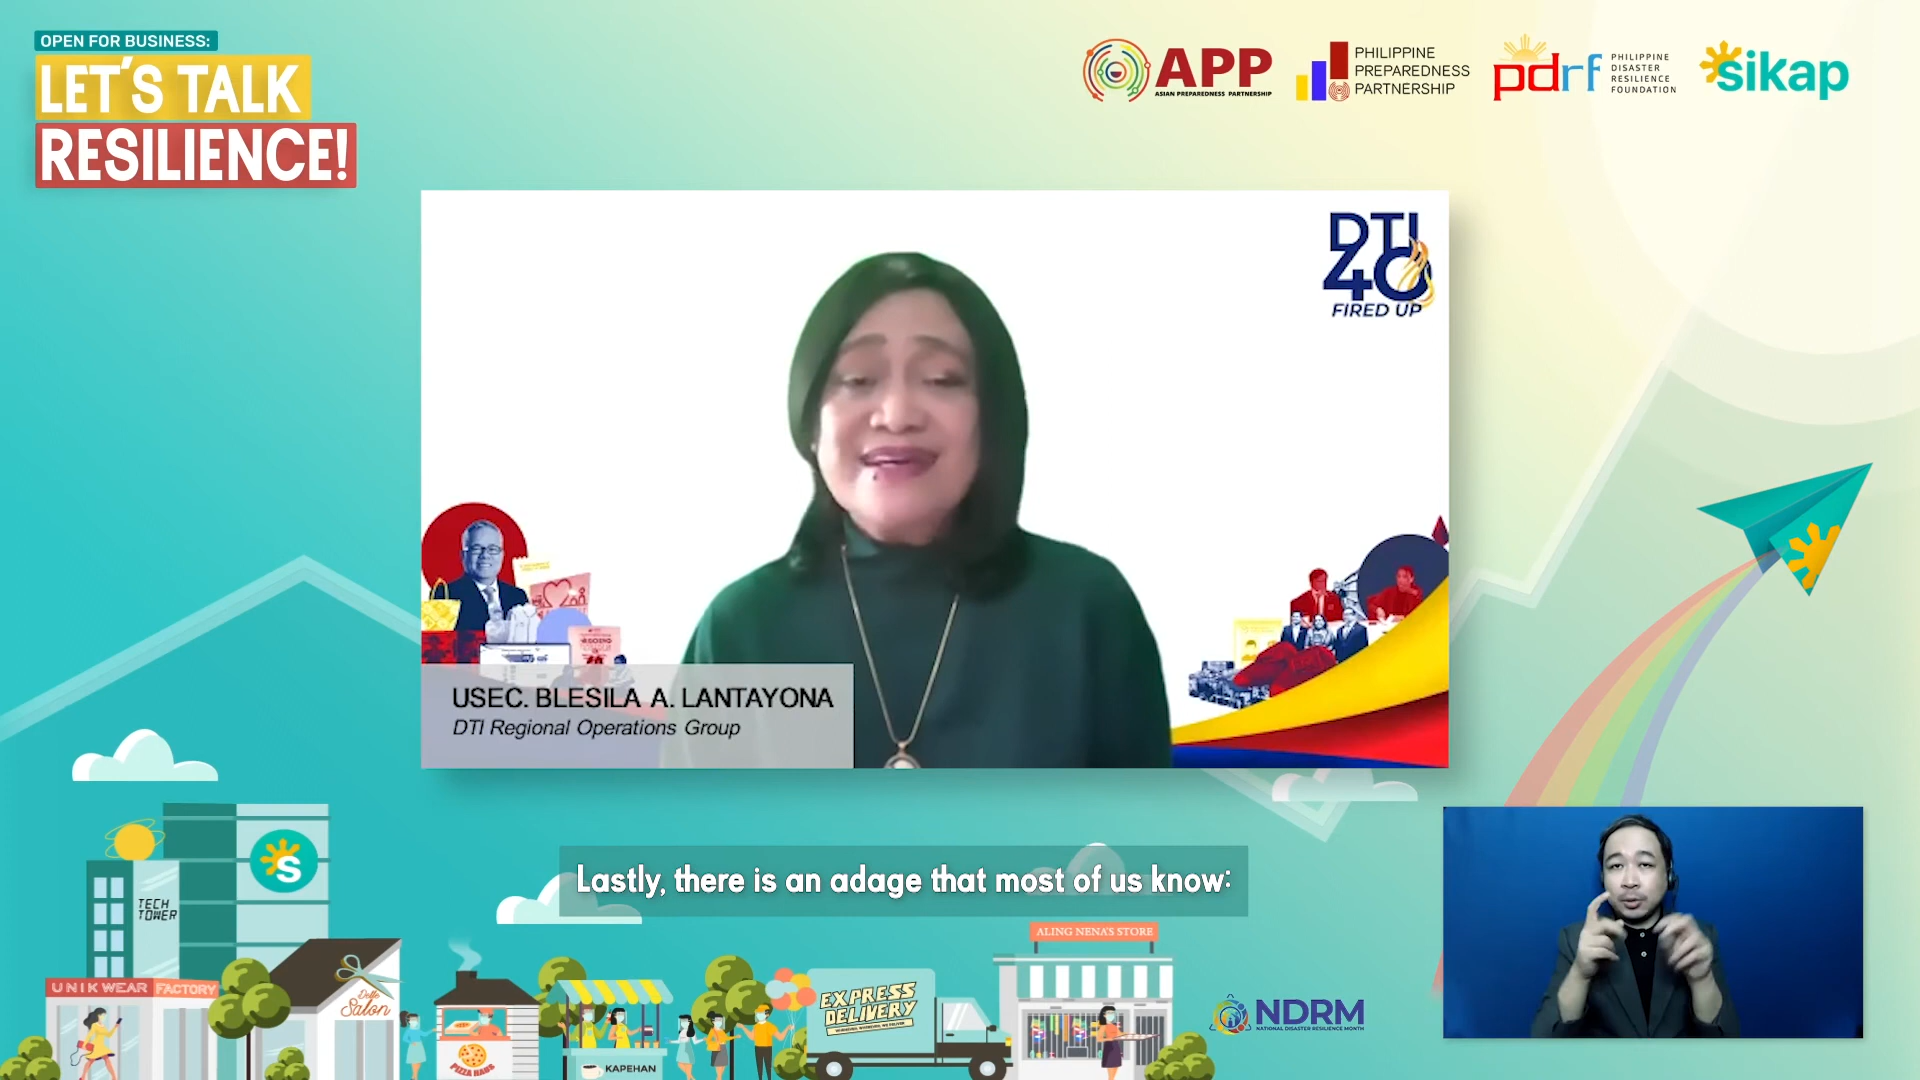 OPEN FOR BUSINESS:
LET'S TALK
RESILIENCE!
APP
ASIAN PREPAREDNESS PARTNERSHIP
PHILIPPINE
PREPAREDNESS
PARTNERSHIP
pdrf
PHILIPPINE
DISASTER
RESILIENCE
FOUNDATION
sikap
DTI
40
FIRED UP
USEC. BLESILA A. LANTAYONA
DTI Regional Operations Group
Lastly, there is an adage that most of us know:
S
TECH
TOWER
UNIKWEAR FACTORY
Salon
PIZZA HAUS
KAPEHAN
EXPRESS
DELIVERY
ALING NENA'S STORE
NDRM
NATIONAL DISASTER RESILIENCE MONTH